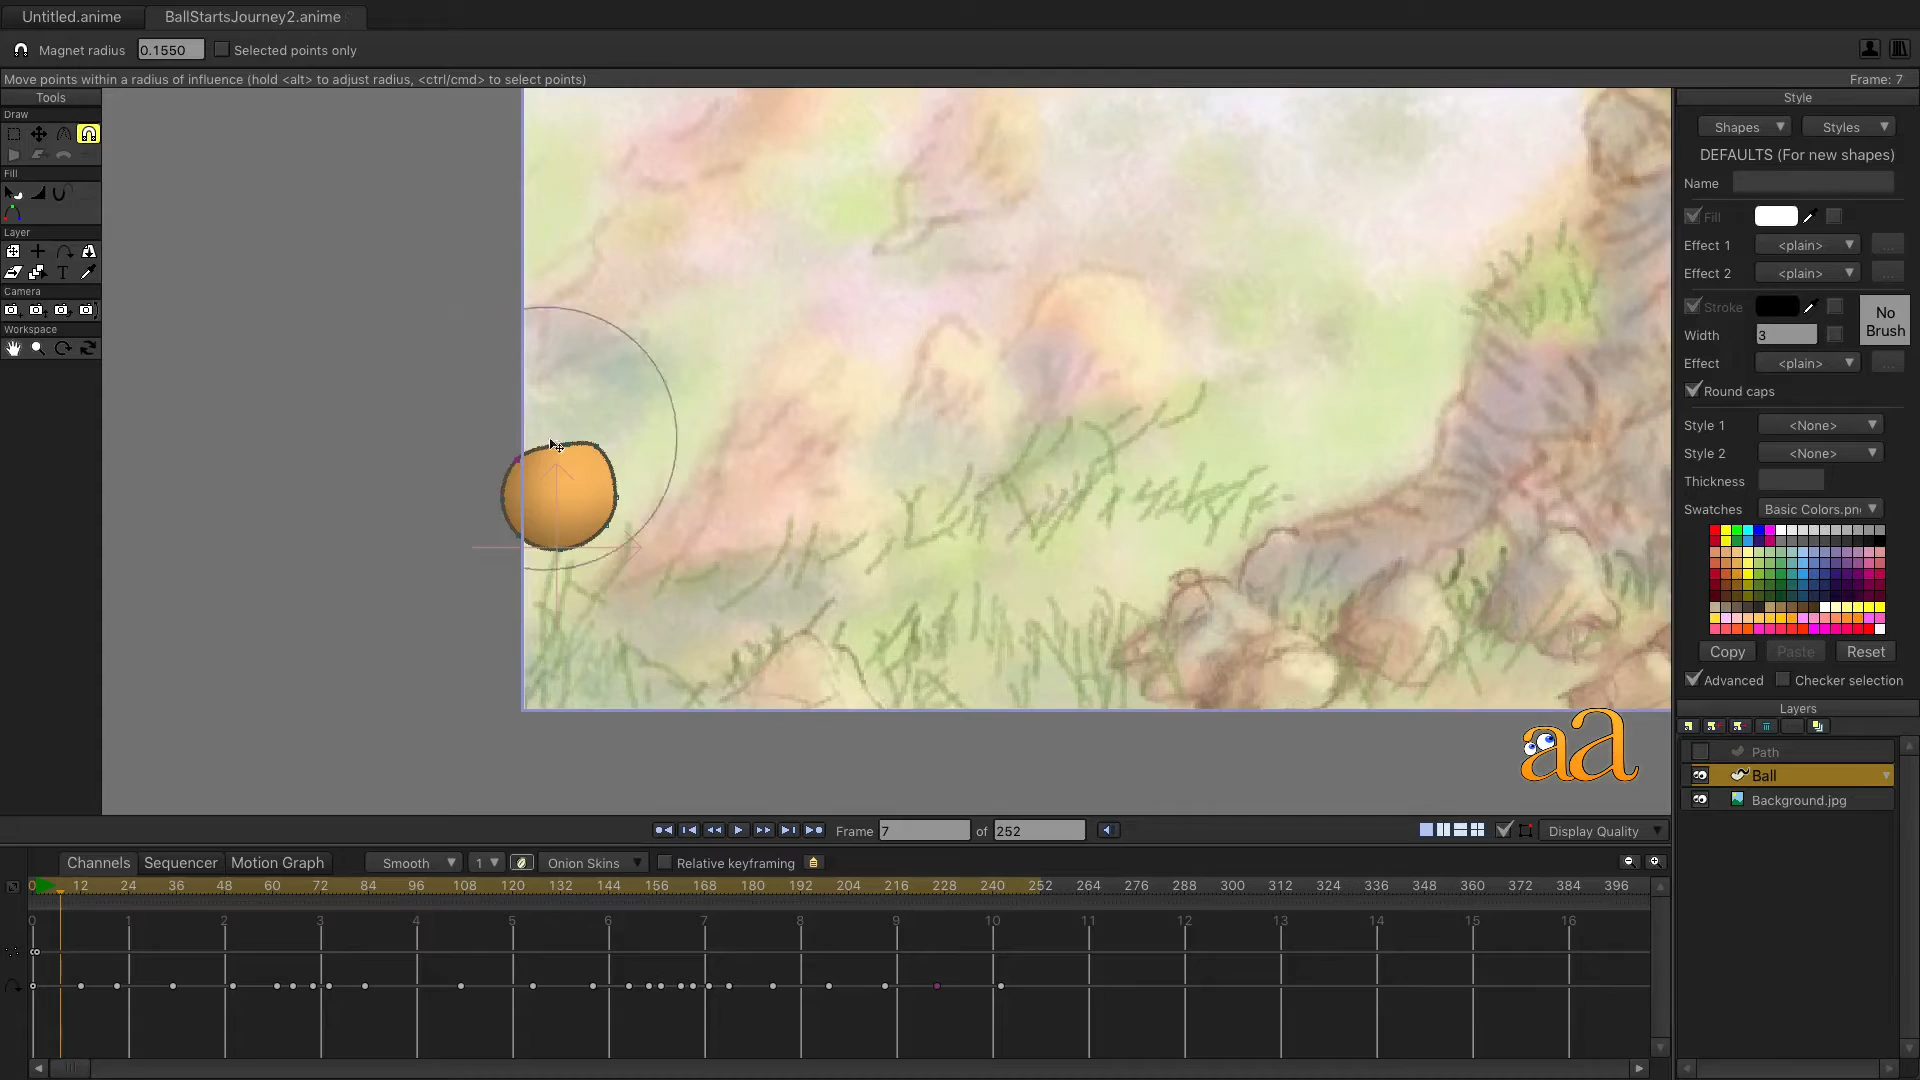 Untitled.anime
BallStartsJourney2.anime
Magnet radius
0.1550
Selected points only
Move points within a radius of influence (hold <alt> to adjust radius, <ctrl/cmd> to select points)
Frame: 7
Tools
Draw
Fill
Layer
T
Camera
Workspace
Style
Shapes
Styles
DEFAULTS (For new shapes)
Name
Fill
Effect 1
<plain>
...
Effect 2
<plain>
...
Stroke
No
Brush
Width
3
Effect
<plain>
...
Round caps
Style 1
<None>
Style 2
<None>
Thickness
Swatches
Basic Colors.pn
Copy
Paste
Reset
Advanced
Checker selection
Layers
Path
Ball
Background.jpg
aa
Frame
7
of
252
Display Quality
Channels
Sequencer
Motion Graph
Smooth
1
Onion Skins
Relative keyframing
0 12 24 36 48 60 72 84 96 108 120 132 144 156 168 180 192 204 216 228 240 252 264 276 288 300 312 324 336 348 360 372 384 396
0 1 2 3 4 5 6 7 8 9 10 11 12 13 14 15 16